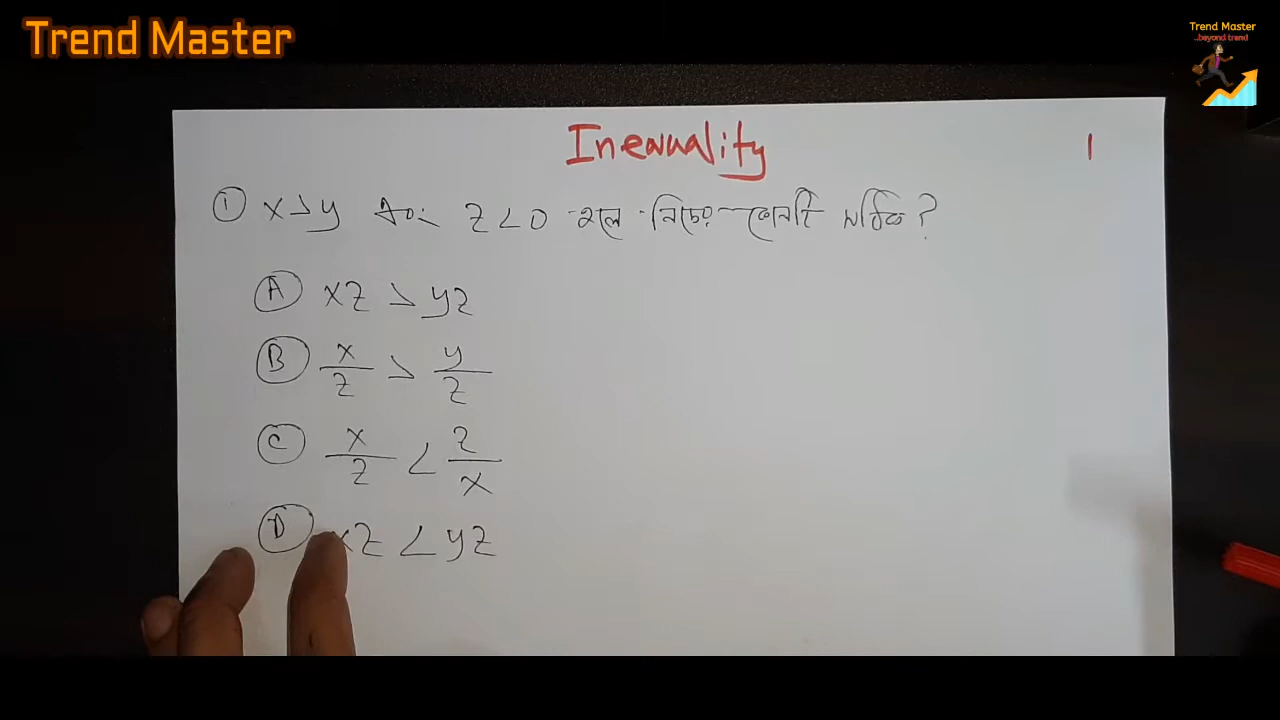 Trend Master
Trend Master
...beyond trend
Inequality
1
① x > y এবং z < 0 হলে নিচের কোনটি সঠিক?
Ⓐ xz > yz
Ⓑ x/z > y/z
Ⓒ x/z < z/x
Ⓓ xz < yz